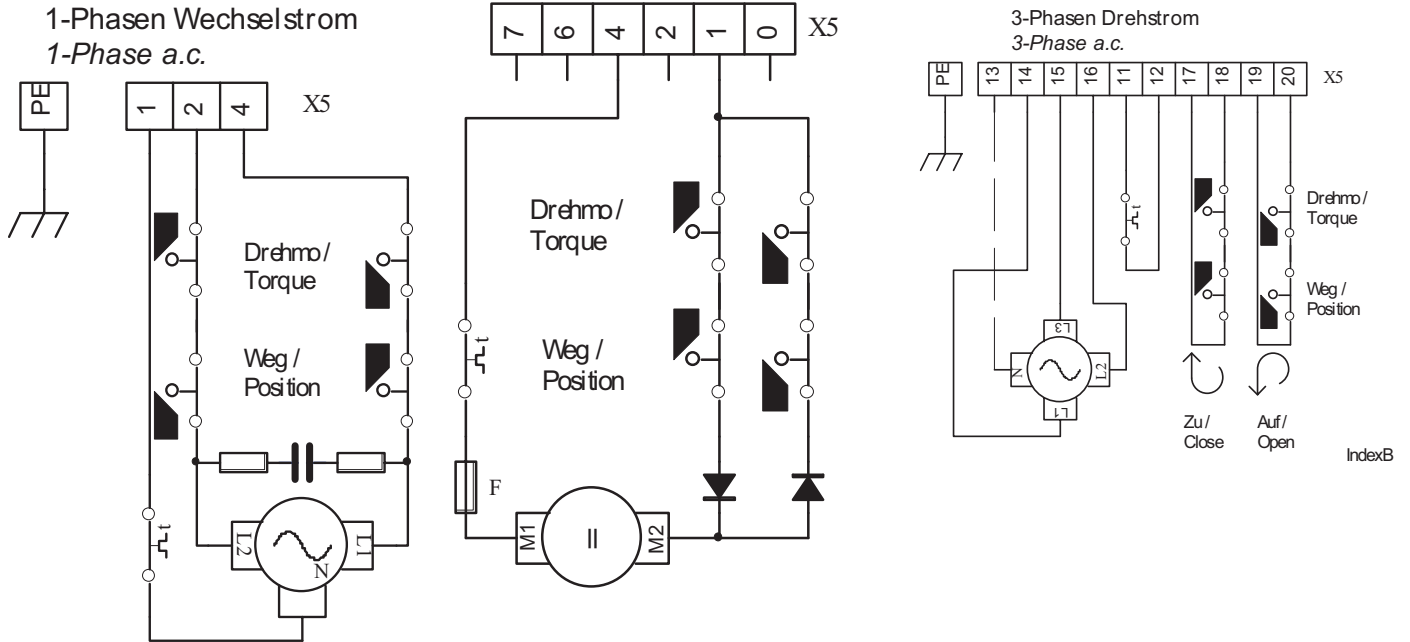 1-Phasen Wechselstrom
1-Phase a.c.
PE
1 2 4 X5
Drehmo/
Torque
Weg /
Position
t
L2 N L1
7 6 4 2 1 0 X5
Drehmo/
Torque
Weg /
Position
t
F
M1 II M2
3-Phasen Drehstrom
3-Phase a.c.
PE
13 14 15 16 11 12 17 18 19 20 X5
t
Drehmo/
Torque
Weg /
Position
L3
N L2
L1
Zu /
Close
Auf /
Open
IndexB